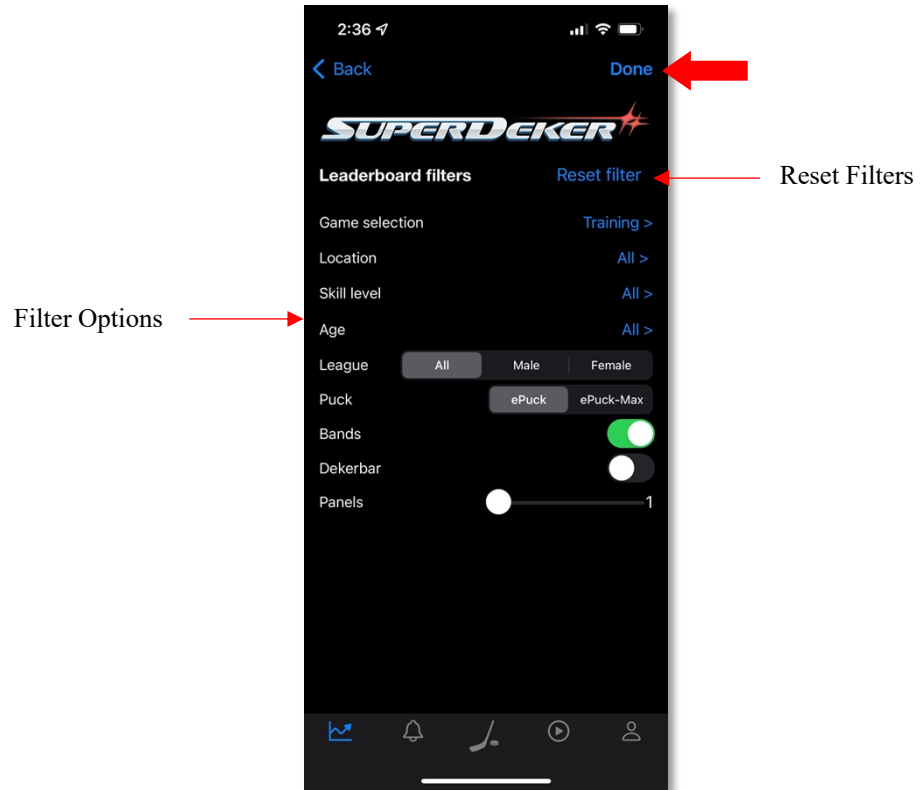 2:36
Back
Done
SUPERDEKER
Leaderboard filters
Reset filter
Reset Filters
Game selection
Training >
Location
All >
Skill level
All >
Filter Options
Age
All >
League
All
Male
Female
Puck
ePuck
ePuck-Max
Bands
Dekerbar
Panels
1